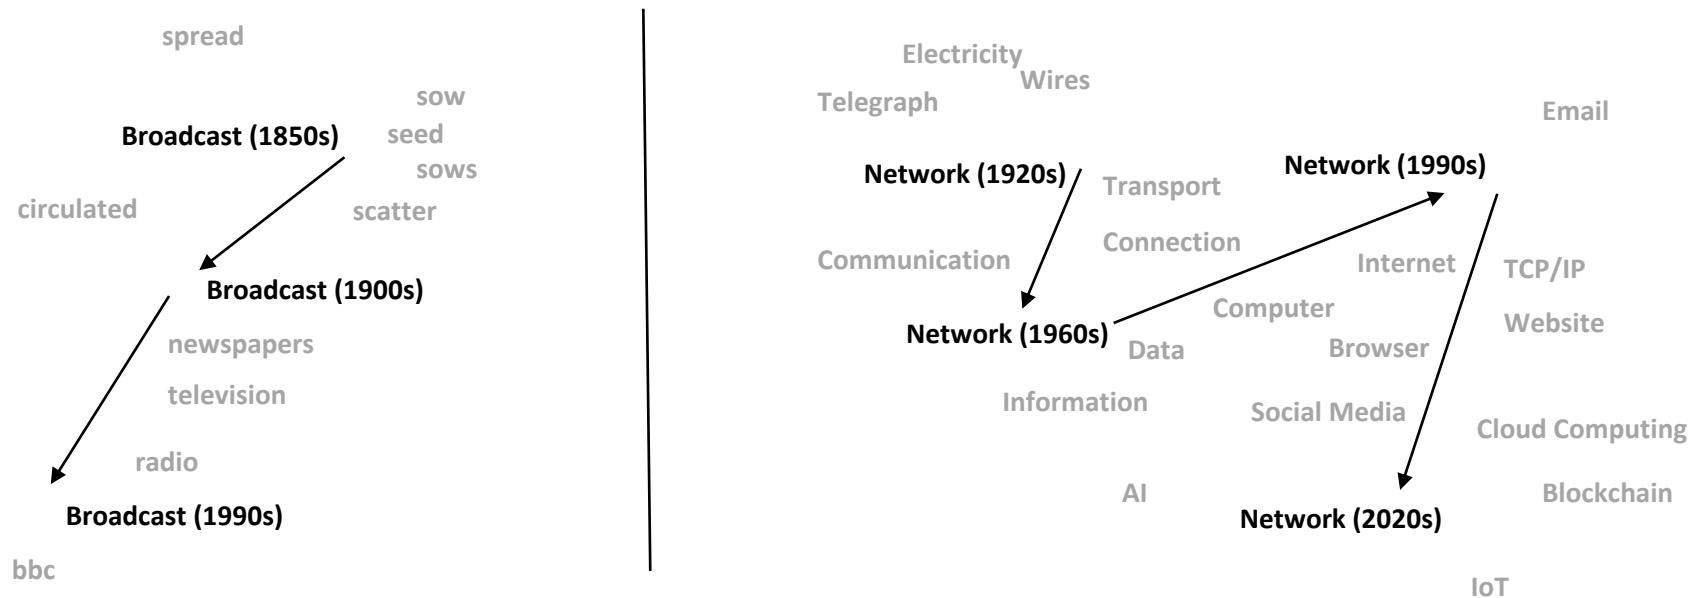 spread
sow
Broadcast (1850s)
seed
sows
circulated
scatter
Broadcast (1900s)
newspapers
television
radio
Broadcast (1990s)
bbc
Electricity
Wires
Telegraph
Email
Network (1920s)
Network (1990s)
Transport
Connection
Communication
Internet
TCP/IP
Computer
Website
Network (1960s)
Data
Browser
Information
Social Media
Cloud Computing
AI
Blockchain
Network (2020s)
IoT